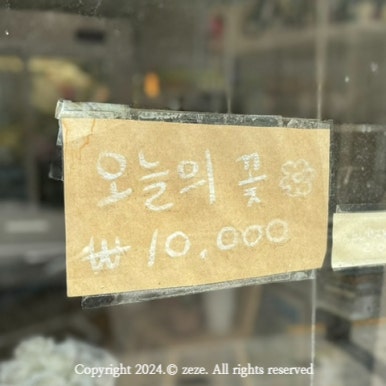 오늘의 꽃
₩ 10,000
Copyright 2024.© zeze. All rights reserved